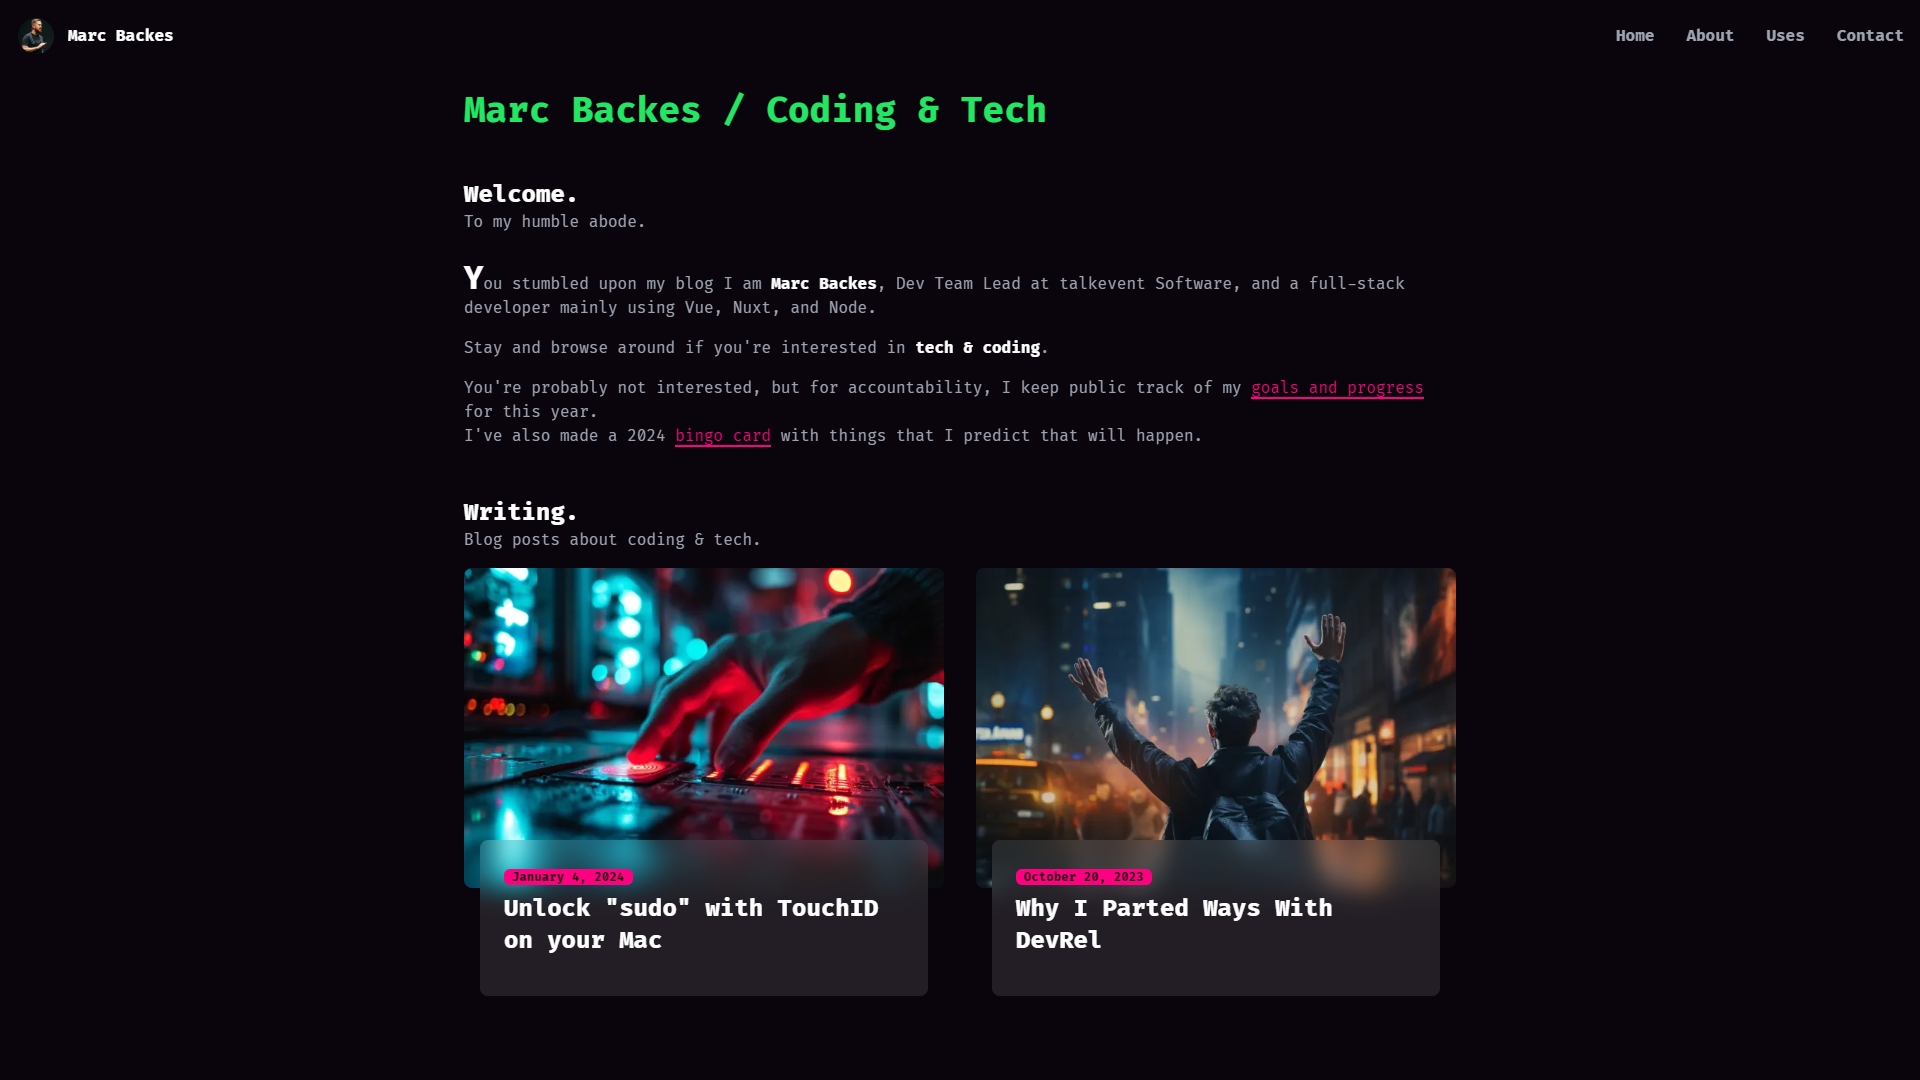 Marc Backes
Home About Uses Contact
Marc Backes / Coding & Tech
Welcome.
To my humble abode.
You stumbled upon my blog I am Marc Backes, Dev Team Lead at talkevent Software, and a full-stack
developer mainly using Vue, Nuxt, and Node.
Stay and browse around if you're interested in tech & coding.
You're probably not interested, but for accountability, I keep public track of my goals and progress
for this year.
I've also made a 2024 bingo card with things that I predict that will happen.
Writing.
Blog posts about coding & tech.
January 4, 2024
Unlock "sudo" with TouchID
on your Mac
October 20, 2023
Why I Parted Ways With
DevRel